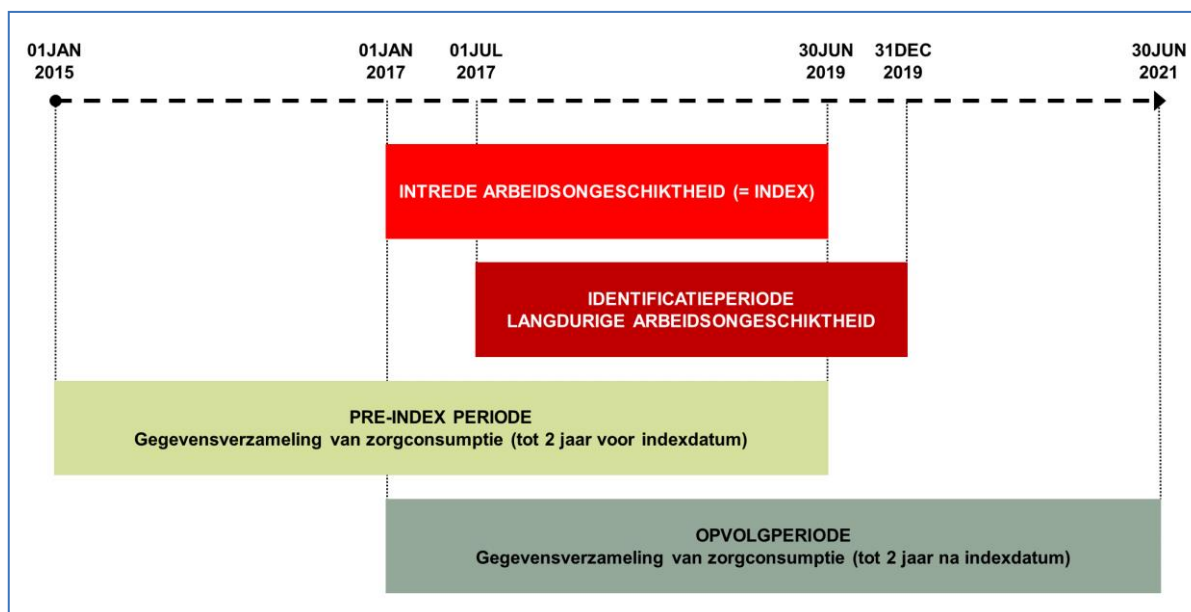 01JAN
2015
01JAN
2017
01JUL
2017
30JUN
2019
31DEC
2019
30JUN
2021
INTREDE ARBEIDSONGESCHIKTHEID (= INDEX)
IDENTIFICATIEPERIODE
LANGDURIGE ARBEIDSONGESCHIKTHEID
PRE-INDEX PERIODE
Gegevensverzameling van zorgconsumptie (tot 2 jaar voor indexdatum)
OPVOLGPERIODE
Gegevensverzameling van zorgconsumptie (tot 2 jaar na indexdatum)